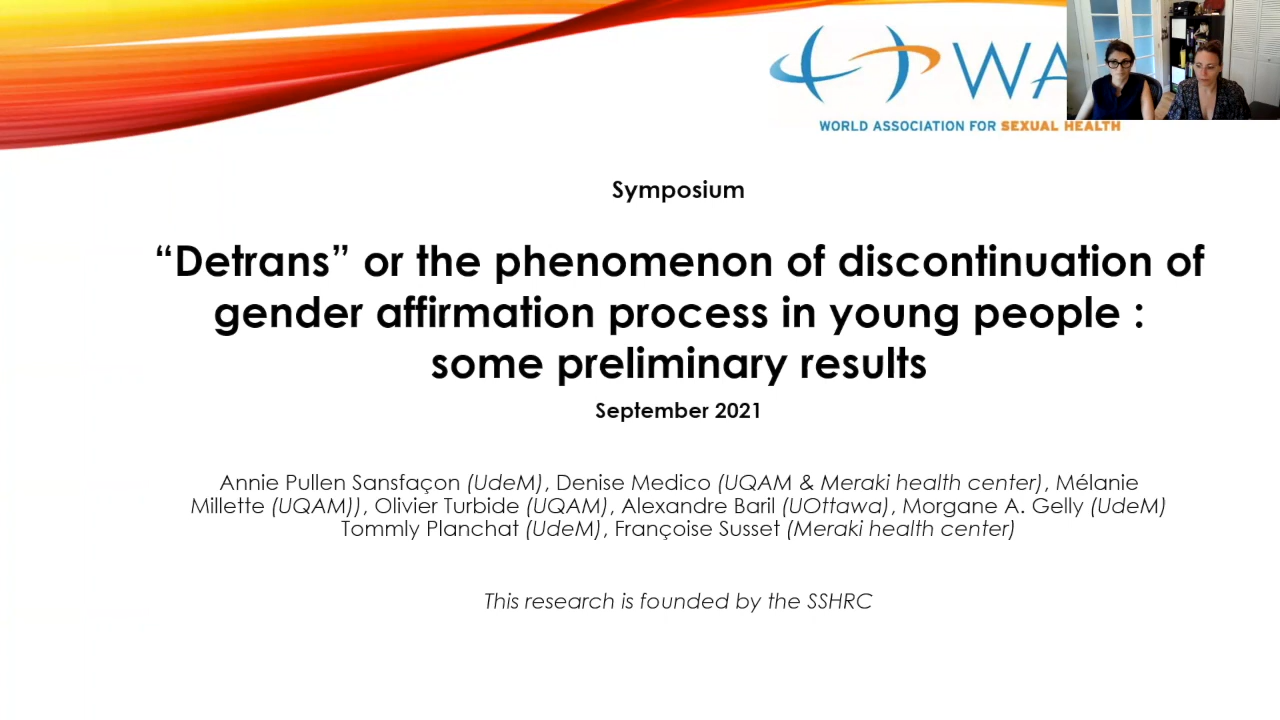 WA
WORLD ASSOCIATION FOR SEXUAL HEALTH
Symposium
“Detrans” or the phenomenon of discontinuation of
gender affirmation process in young people :
some preliminary results
September 2021
Annie Pullen Sansfaçon (UdeM), Denise Medico (UQAM & Meraki health center), Mélanie
Millette (UQAM)), Olivier Turbide (UQAM), Alexandre Baril (UOttawa), Morgane A. Gelly (UdeM)
Tommly Planchat (UdeM), Françoise Susset (Meraki health center)
This research is founded by the SSHRC